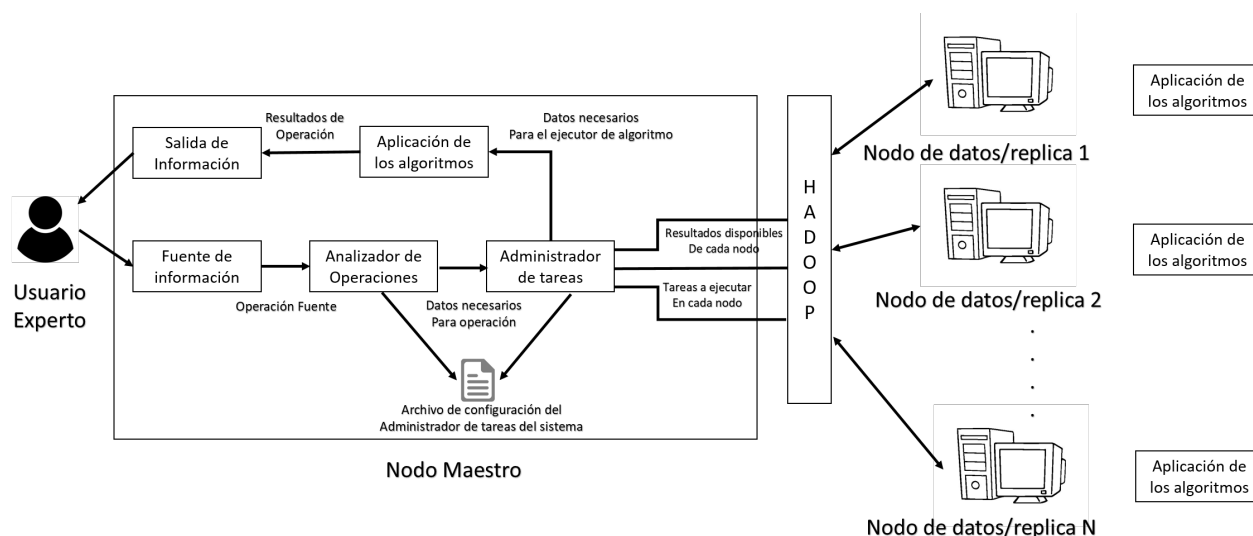 Resultados de
Operación
Datos necesarios
Para el ejecutor de algoritmo
Salida de
Información
Aplicación de
los algoritmos
Usuario
Experto
Fuente de
información
Analizador de
Operaciones
Administrador
de tareas
Operación Fuente
Datos necesarios
Para operación
Resultados disponibles
De cada nodo
Tareas a ejecutar
En cada nodo
Archivo de configuración del
Administrador de tareas del sistema
Nodo Maestro
H
A
D
O
O
P
Nodo de datos/replica 1
Aplicación de
los algoritmos
Nodo de datos/replica 2
Aplicación de
los algoritmos
Nodo de datos/replica N
Aplicación de
los algoritmos